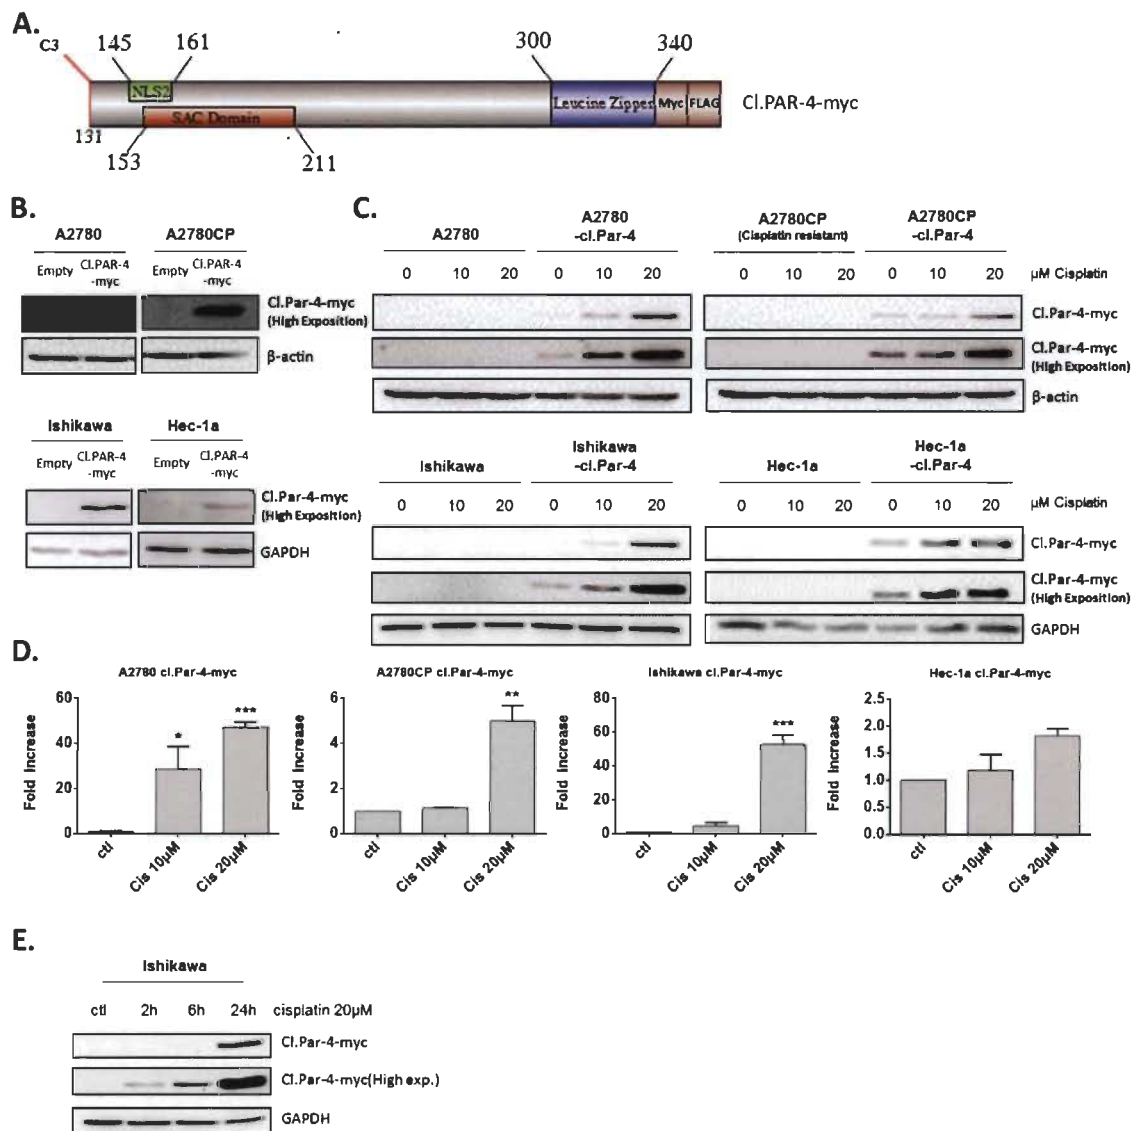 A.
C3 145 161 300 340
NLS2
Leucine Zipper Myc FLAG Cl.PAR-4-myc
SAC Domain
131
153 211
B.
A2780 A2780CP
Empty Cl.PAR-4 Empty Cl.PAR-4
-myc -myc
Cl.Par-4-myc
(High Exposition)
β-actin
Ishikawa Hec-1a
Empty Cl.PAR-4 Empty Cl.PAR-4
-myc -myc
Cl.Par-4-myc
(High Exposition)
GAPDH
C.
A2780 A2780
-cl.Par-4
A2780CP
(Cisplatin resistant)
A2780CP
-cl.Par-4
0 10 20 0 10 20 0 10 20 0 10 20 µM Cisplatin
Cl.Par-4-myc
Cl.Par-4-myc
(High Exposition)
β-actin
Ishikawa Ishikawa
-cl.Par-4
Hec-1a Hec-1a
-cl.Par-4
0 10 20 0 10 20 0 10 20 0 10 20 µM Cisplatin
Cl.Par-4-myc
Cl.Par-4-myc
(High Exposition)
GAPDH
D.
A2780 cl.Par-4-myc
Fold Increase
60
40
20
0
* ***
ctl Cis 10µM Cis 20µM
A2780CP cl.Par-4-myc
Fold Increase
6
4
2
0
**
ctl Cis 10µM Cis 20µM
Ishikawa cl.Par-4-myc
Fold Increase
80
60
40
20
0
***
ctl Cis 10µM Cis 20µM
Hec-1a cl.Par-4-myc
Fold Increase
2.5
2.0
1.5
1.0
0.5
0.0
ctl Cis 10µM Cis 20µM
E.
Ishikawa
ctl 2h 6h 24h cisplatin 20µM
Cl.Par-4-myc
Cl.Par-4-myc(High exp.)
GAPDH